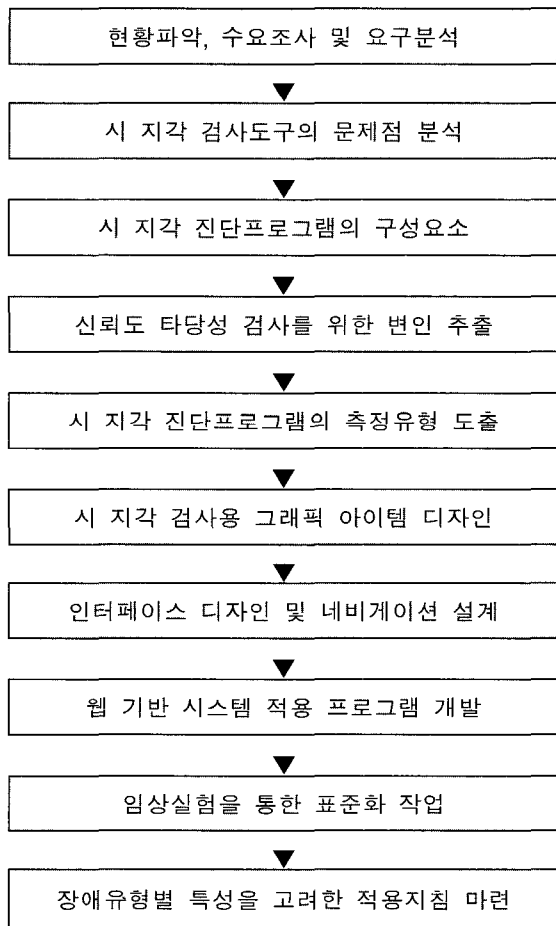 현황파악, 수요조사 및 요구분석
시 지각 검사도구의 문제점 분석
시 지각 진단프로그램의 구성요소
신뢰도 타당성 검사를 위한 변인 추출
시 지각 진단프로그램의 측정유형 도출
시 지각 검사용 그래픽 아이템 디자인
인터페이스 디자인 및 네비게이션 설계
웹 기반 시스템 적용 프로그램 개발
임상실험을 통한 표준화 작업
장애유형별 특성을 고려한 적용지침 마련